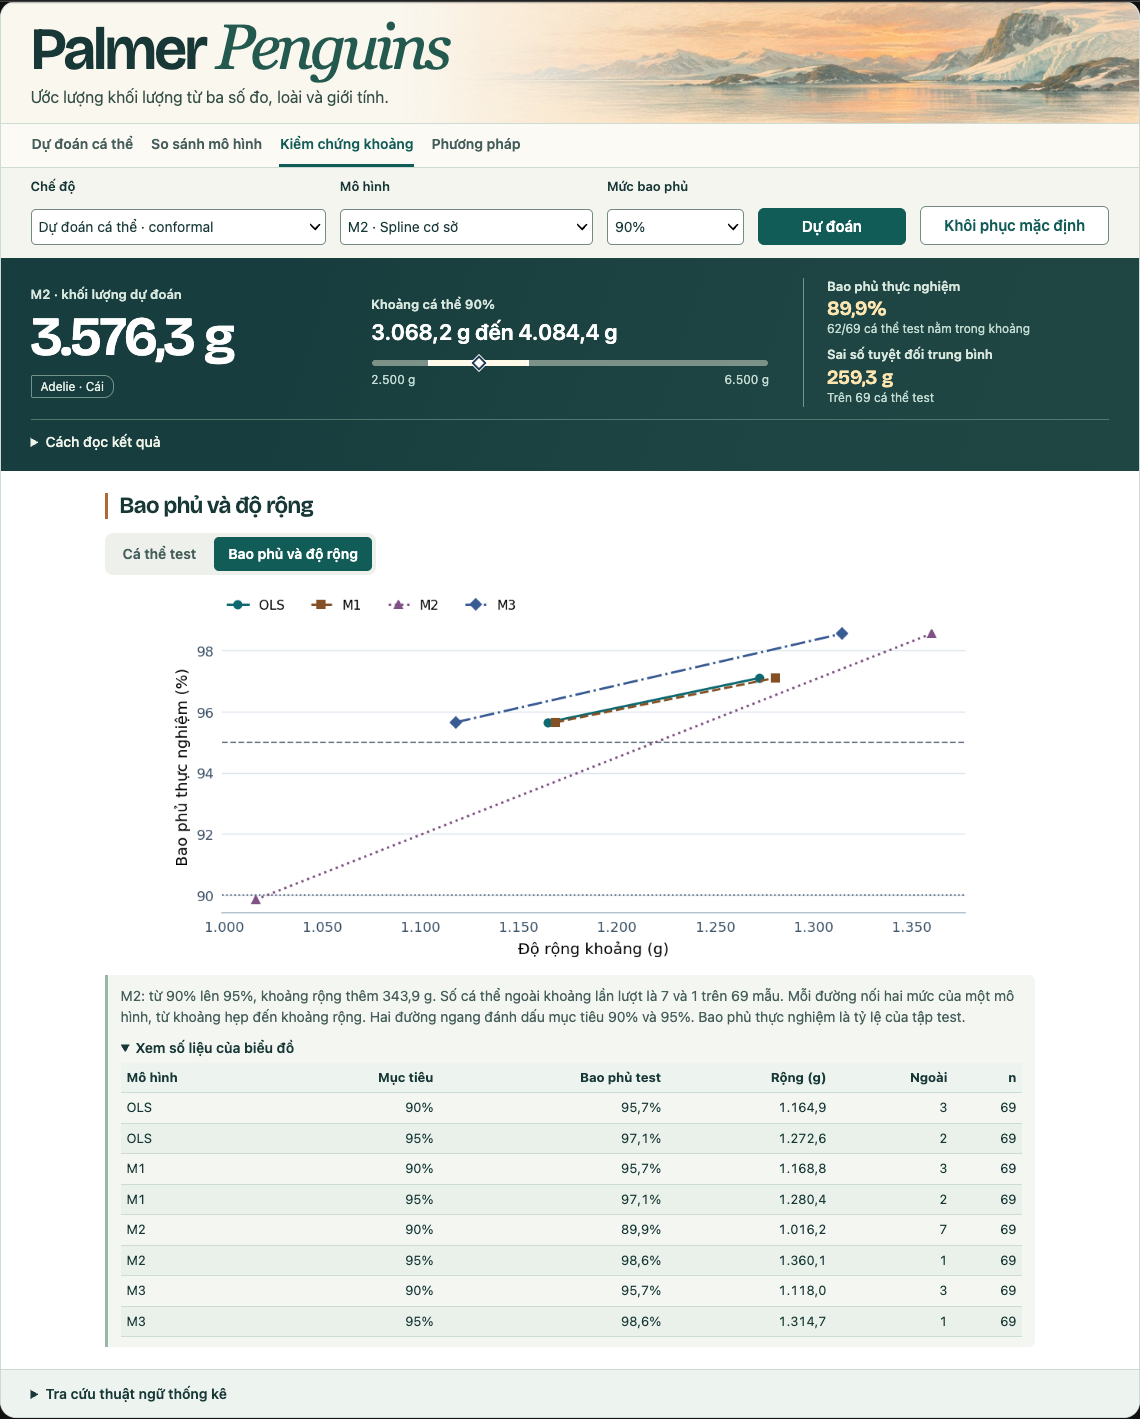 Palmer Penguins
Ước lượng khối lượng từ ba số đo, loài và giới tính.
Dự đoán cá thể
So sánh mô hình
Kiểm chứng khoảng
Phương pháp
Chế độ
Mô hình
Mức bao phủ
Dự đoán cá thể · conformal
M2 · Spline cơ sở
90%
Dự đoán
Khôi phục mặc định
M2 · khối lượng dự đoán
3.576,3 g
Adelie · Cái
Khoảng cá thể 90%
3.068,2 g đến 4.084,4 g
2.500 g
6.500 g
Bao phủ thực nghiệm
89,9%
62/69 cá thể test nằm trong khoảng
Sai số tuyệt đối trung bình
259,3 g
Trên 69 cá thể test
Cách đọc kết quả
Bao phủ và độ rộng
Cá thể test
Bao phủ và độ rộng
OLS
M1
M2
M3
Bao phủ thực nghiệm (%)
98
96
94
92
90
1.000
1.050
1.100
1.150
1.200
1.250
1.300
1.350
Độ rộng khoảng (g)
M2: từ 90% lên 95%, khoảng rộng thêm 343,9 g. Số cá thể ngoài khoảng lần lượt là 7 và 1 trên 69 mẫu. Mỗi đường nối hai mức của một mô
hình, từ khoảng hẹp đến khoảng rộng. Hai đường ngang đánh dấu mục tiêu 90% và 95%. Bao phủ thực nghiệm là tỷ lệ của tập test.
Xem số liệu của biểu đồ
Mô hình Mục tiêu Bao phủ test Rộng (g) Ngoài n
OLS 90% 95,7% 1.164,9 3 69
OLS 95% 97,1% 1.272,6 2 69
M1 90% 95,7% 1.168,8 3 69
M1 95% 97,1% 1.280,4 2 69
M2 90% 89,9% 1.016,2 7 69
M2 95% 98,6% 1.360,1 1 69
M3 90% 95,7% 1.118,0 3 69
M3 95% 98,6% 1.314,7 1 69
Tra cứu thuật ngữ thống kê